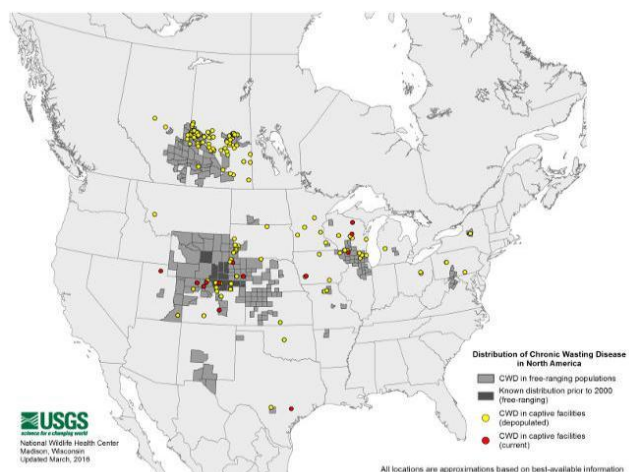 Distribution of Chronic Wasting Disease
in North America
CWD in free-ranging populations
Known distribution prior to 2000
(free-ranging)
CWD in captive facilities
(depopulated)
CWD in captive facilities
(current)
USGS
science for a changing world
National Wildlife Health Center
Madison, Wisconsin
Updated March, 2016
All locations are approximations based on best-available information